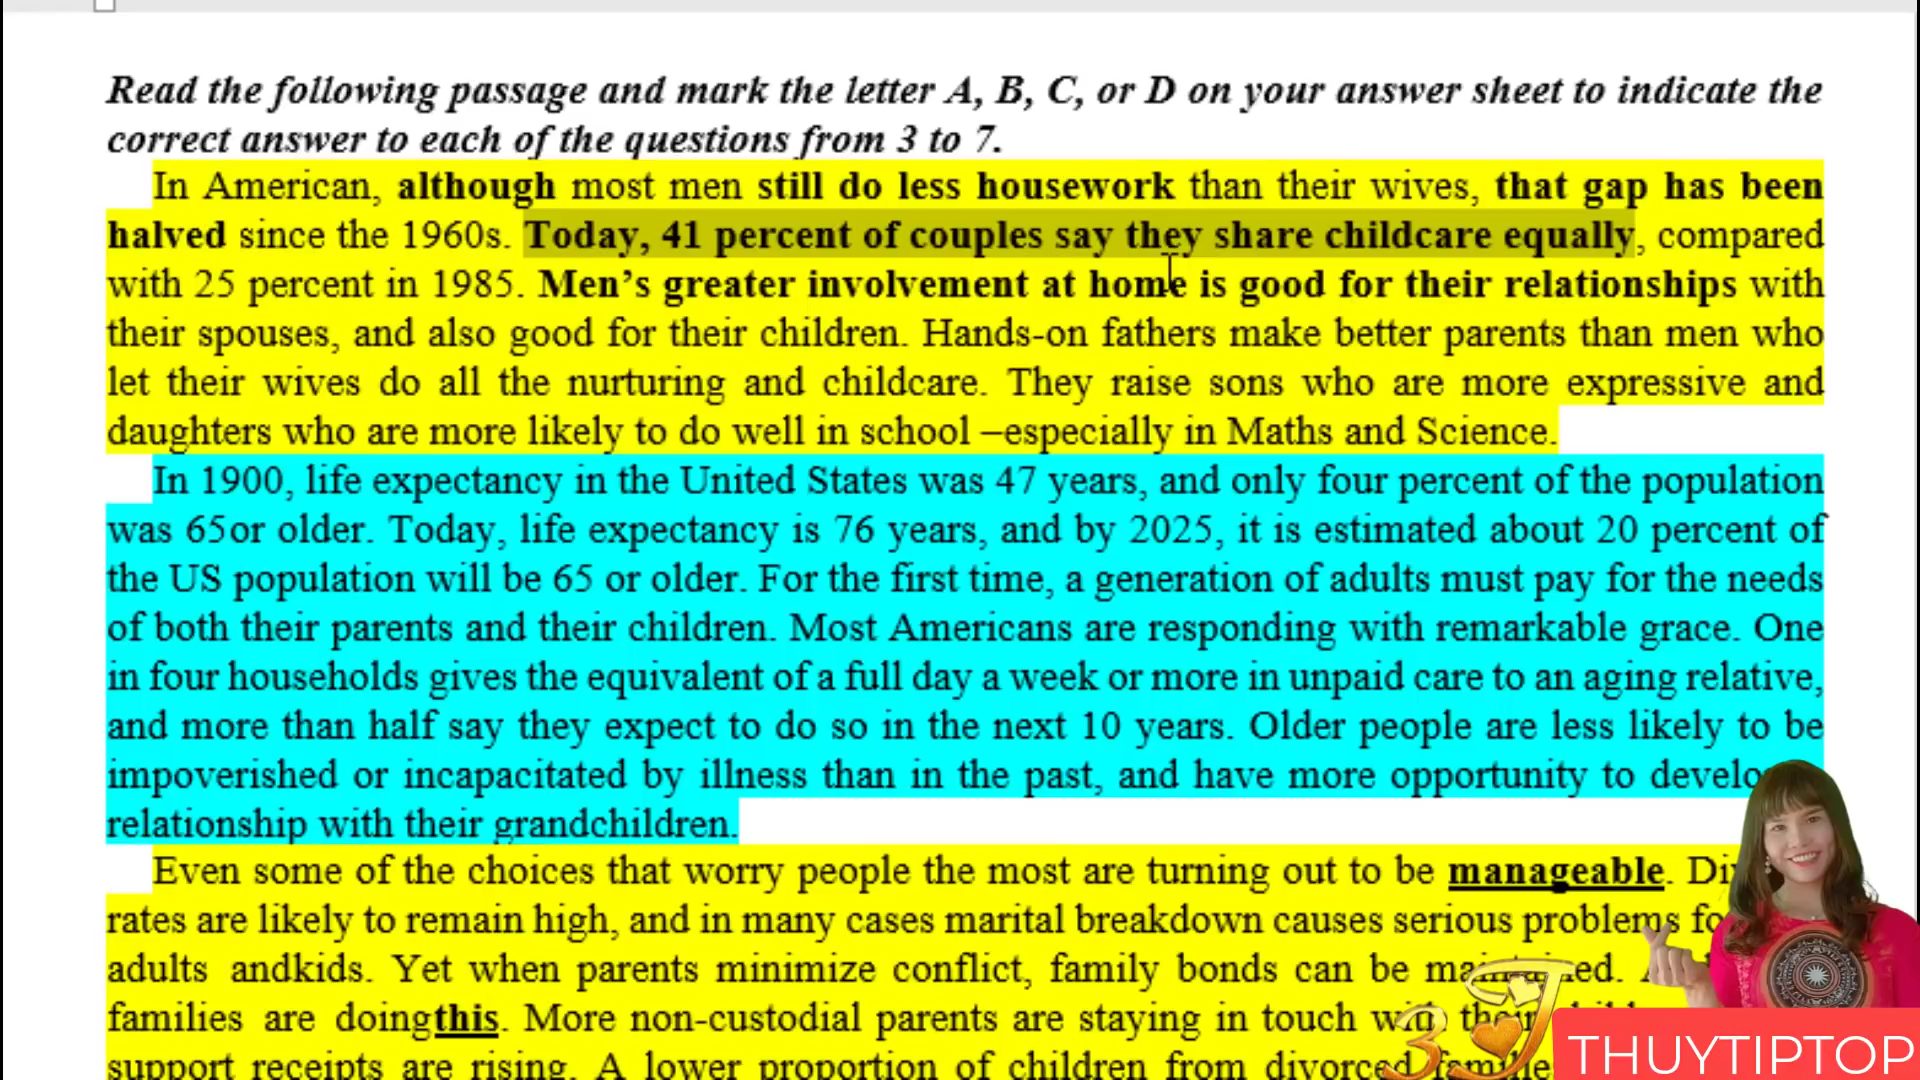 Read the following passage and mark the letter A, B, C, or D on your answer sheet to indicate the
correct answer to each of the questions from 3 to 7.
In American, although most men still do less housework than their wives, that gap has been
halved since the 1960s. Today, 41 percent of couples say they share childcare equally, compared
with 25 percent in 1985. Men’s greater involvement at home is good for their relationships with
their spouses, and also good for their children. Hands-on fathers make better parents than men who
let their wives do all the nurturing and childcare. They raise sons who are more expressive and
daughters who are more likely to do well in school –especially in Maths and Science.
In 1900, life expectancy in the United States was 47 years, and only four percent of the population
was 65or older. Today, life expectancy is 76 years, and by 2025, it is estimated about 20 percent of
the US population will be 65 or older. For the first time, a generation of adults must pay for the needs
of both their parents and their children. Most Americans are responding with remarkable grace. One
in four households gives the equivalent of a full day a week or more in unpaid care to an aging relative,
and more than half say they expect to do so in the next 10 years. Older people are less likely to be
impoverished or incapacitated by illness than in the past, and have more opportunity to
relationship with their grandchildren.
Even some of the choices that worry people the most are turning out to be manageable.
rates are likely to remain high, and in many cases marital breakdown causes serious problems
adults andkids. Yet when parents minimize conflict, family bonds can be
families are doingthis. More non-custodial parents are staying in touch with their
support receipts are rising. A lower proportion of children from divorced
3 J
THUYTIPTOP